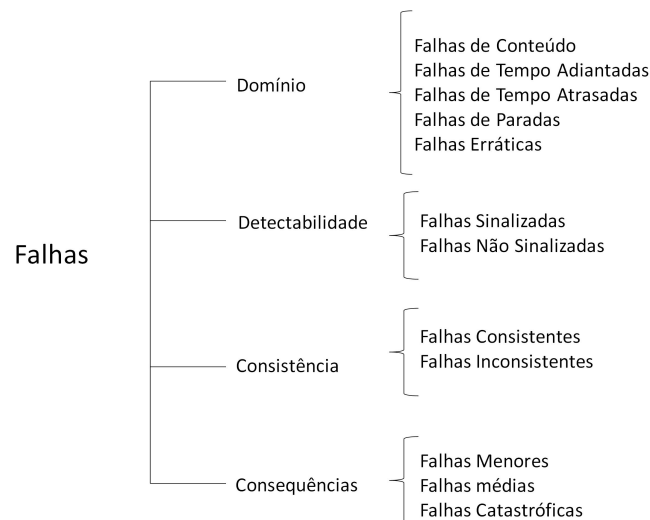 Falhas
Domínio
Falhas de Conteúdo
Falhas de Tempo Adiantadas
Falhas de Tempo Atrasadas
Falhas de Paradas
Falhas Erráticas
Detectabilidade
Falhas Sinalizadas
Falhas Não Sinalizadas
Consistência
Falhas Consistentes
Falhas Inconsistentes
Consequências
Falhas Menores
Falhas médias
Falhas Catastróficas